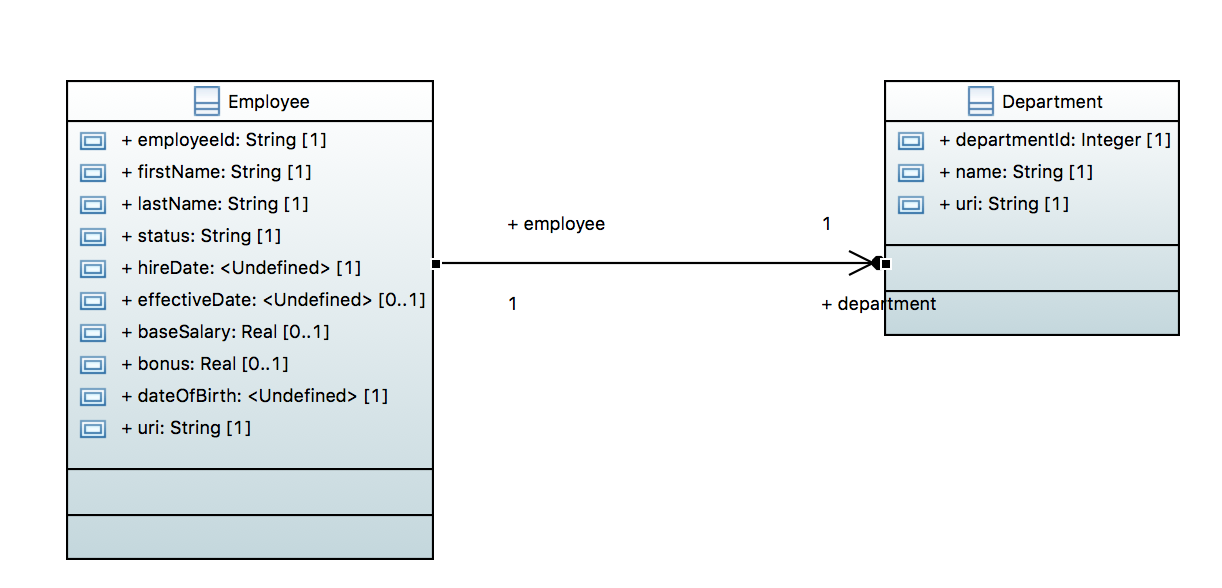 Employee
+ employeeId: String [1]
+ firstName: String [1]
+ lastName: String [1]
+ status: String [1]
+ hireDate: <Undefined> [1]
+ effectiveDate: <Undefined> [0..1]
+ baseSalary: Real [0..1]
+ bonus: Real [0..1]
+ dateOfBirth: <Undefined> [1]
+ uri: String [1]
+ employee
1
1
+ department
Department
+ departmentId: Integer [1]
+ name: String [1]
+ uri: String [1]